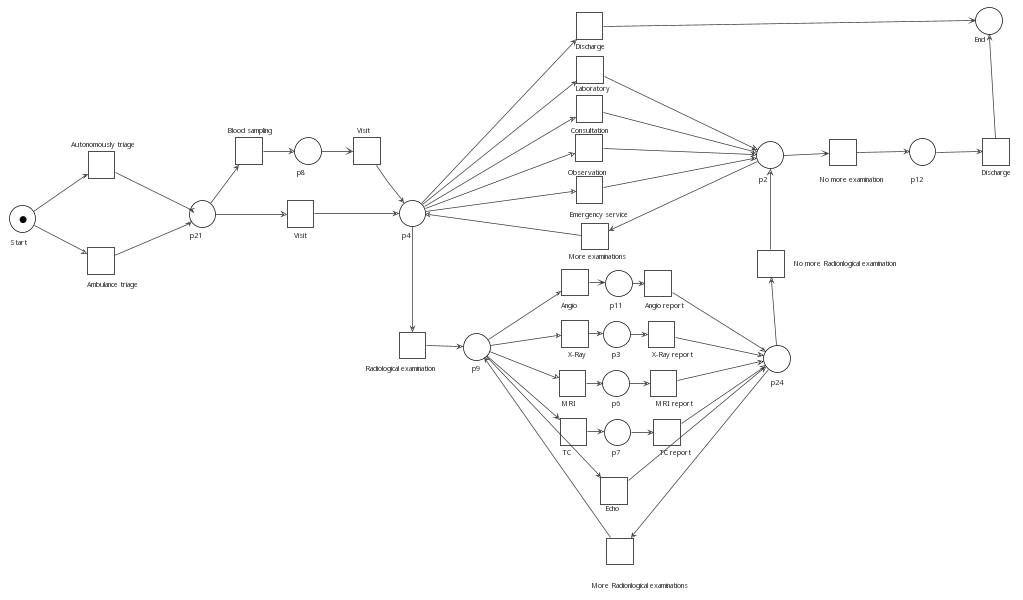 Discharge
End
Laboratory
Consultation
Blood sampling
Visit
Autonomously triage
p8
Observation
p2
No more examination
p12
Discharge
Emergency service
Start
p21
Visit
p4
More examinations
No more Radionlogical examination
Ambulance triage
Angio
p11
Angio report
X-Ray
p3
X-Ray report
Radiological examination
p9
p24
MRI
p6
MRI report
TC
p7
TC report
Echo
More Radionlogical examinations